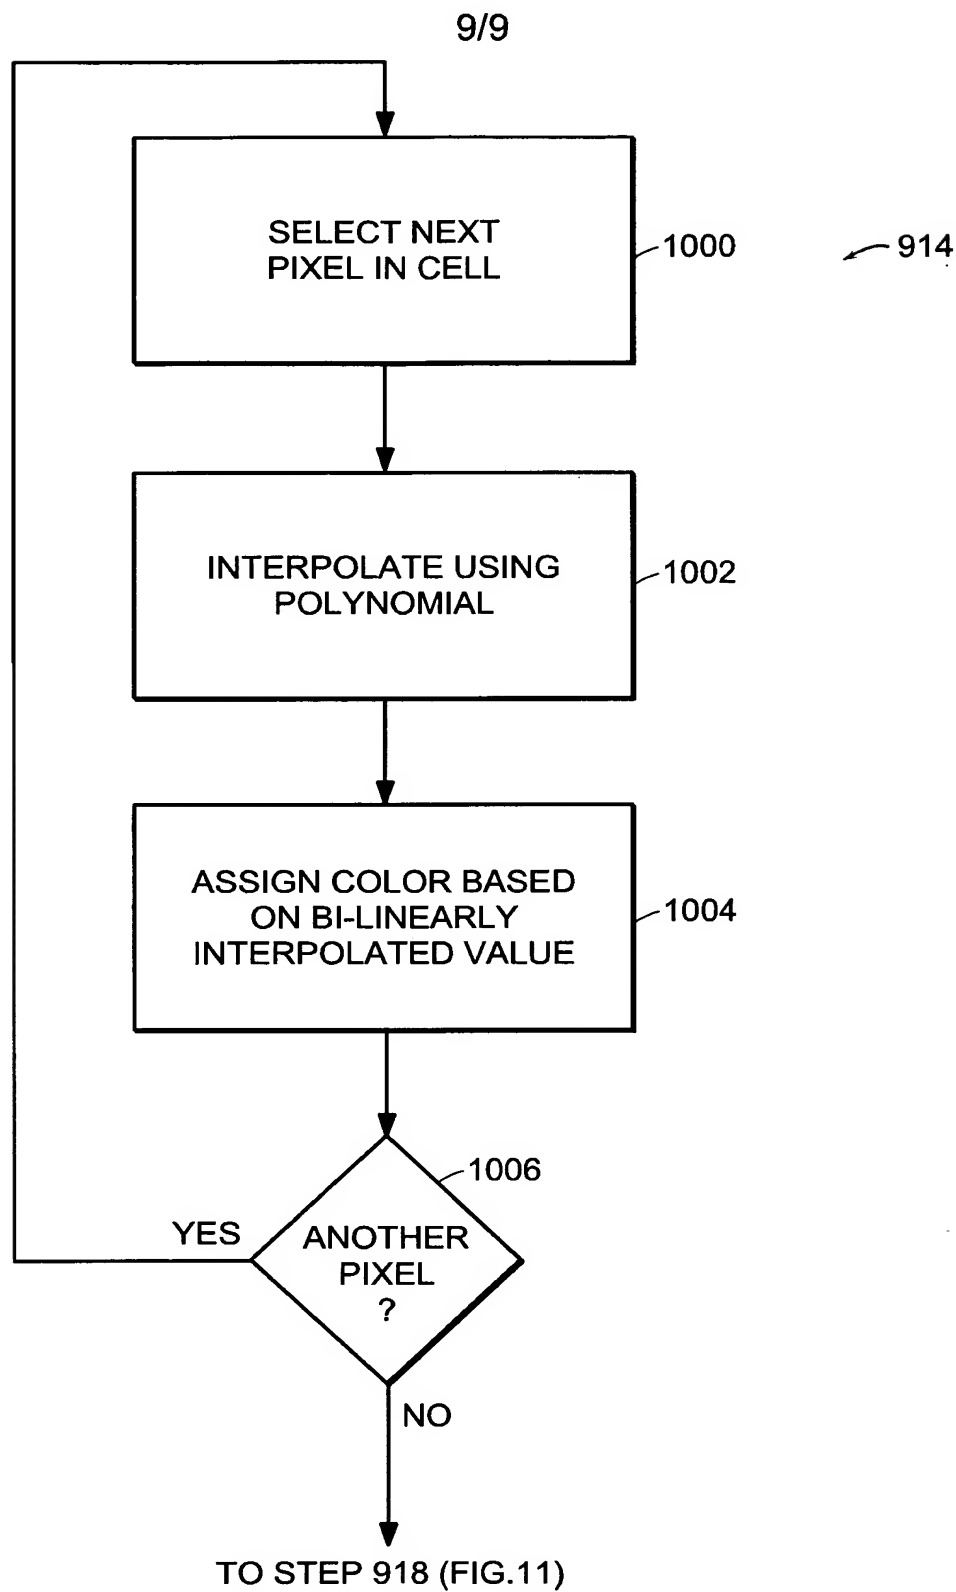 9/9
SELECT NEXT
PIXEL IN CELL
1000
914
INTERPOLATE USING
POLYNOMIAL
1002
ASSIGN COLOR BASED
ON BI-LINEARLY
INTERPOLATED VALUE
1004
1006
YES
ANOTHER
PIXEL
?
NO
TO STEP 918 (FIG.11)